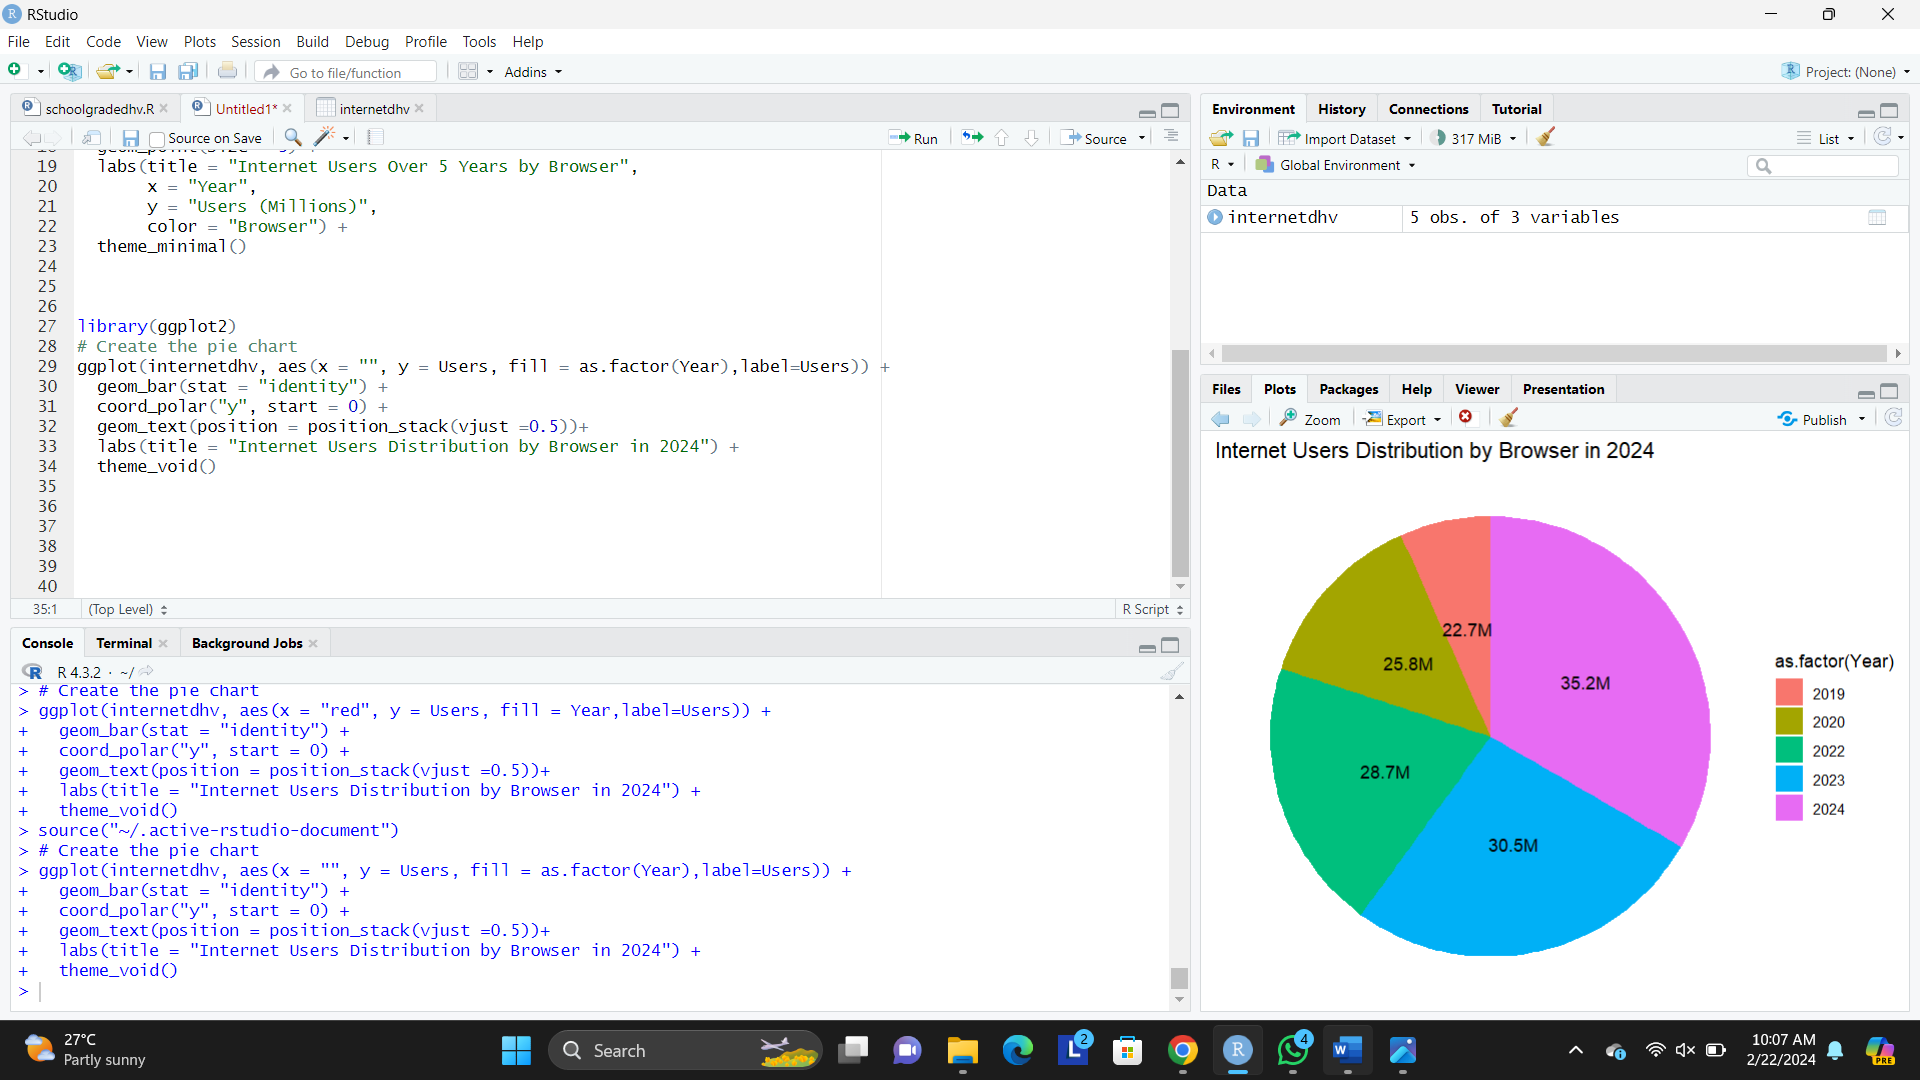 RStudio
File Edit Code View Plots Session Build Debug Profile Tools Help
Go to file/function Addins Project: (None)
schoolgradedhv.R Untitled1* internetdhv
Source on Save Run Source
19 labs(title = "Internet Users Over 5 Years by Browser",
20 x = "Year",
21 y = "Users (Millions)",
22 color = "Browser") +
23 theme_minimal()
24
25
26
27 library(ggplot2)
28 # Create the pie chart
29 ggplot(internetdhv, aes(x = "", y = Users, fill = as.factor(Year),label=Users)) +
30 geom_bar(stat = "identity") +
31 coord_polar("y", start = 0) +
32 geom_text(position = position_stack(vjust =0.5))+
33 labs(title = "Internet Users Distribution by Browser in 2024") +
34 theme_void()
35
36
37
38
39
40
35:1 (Top Level) R Script
Console Terminal Background Jobs
R 4.3.2 · ~/
> # Create the pie chart
> ggplot(internetdhv, aes(x = "red", y = Users, fill = Year,label=Users)) +
+ geom_bar(stat = "identity") +
+ coord_polar("y", start = 0) +
+ geom_text(position = position_stack(vjust =0.5))+
+ labs(title = "Internet Users Distribution by Browser in 2024") +
+ theme_void()
> source("~/.active-rstudio-document")
> # Create the pie chart
> ggplot(internetdhv, aes(x = "", y = Users, fill = as.factor(Year),label=Users)) +
+ geom_bar(stat = "identity") +
+ coord_polar("y", start = 0) +
+ geom_text(position = position_stack(vjust =0.5))+
+ labs(title = "Internet Users Distribution by Browser in 2024") +
+ theme_void()
>
Environment History Connections Tutorial
Import Dataset 317 MiB List
R Global Environment
Data
internetdhv 5 obs. of 3 variables
Files Plots Packages Help Viewer Presentation
Zoom Export Publish
Internet Users Distribution by Browser in 2024
22.7M
25.8M
35.2M
28.7M
30.5M
as.factor(Year)
2019
2020
2022
2023
2024
27°C
Partly sunny
Search
2
4
10:07 AM
2/22/2024
PRE